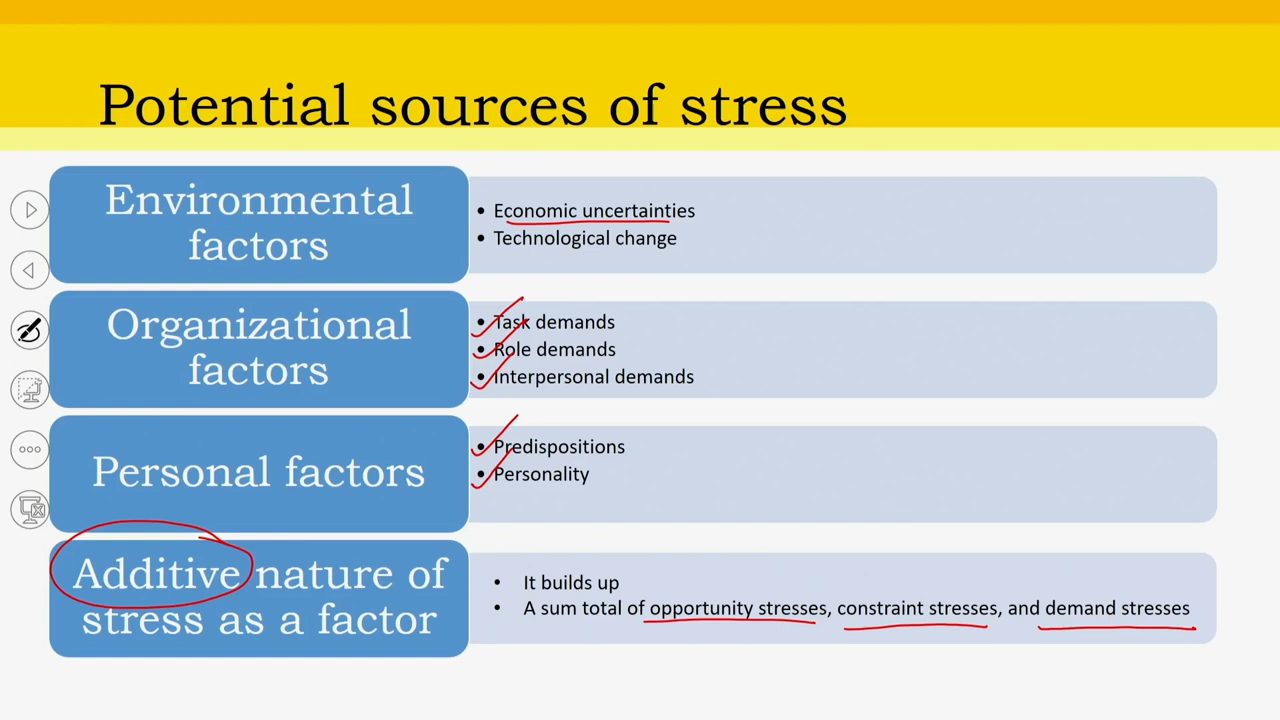 Potential sources of stress
Environmental
factors
• Economic uncertainties
• Technological change
Organizational
factors
• Task demands
• Role demands
• Interpersonal demands
Personal factors
• Predispositions
• Personality
Additive nature of
stress as a factor
• It builds up
• A sum total of opportunity stresses, constraint stresses, and demand stresses